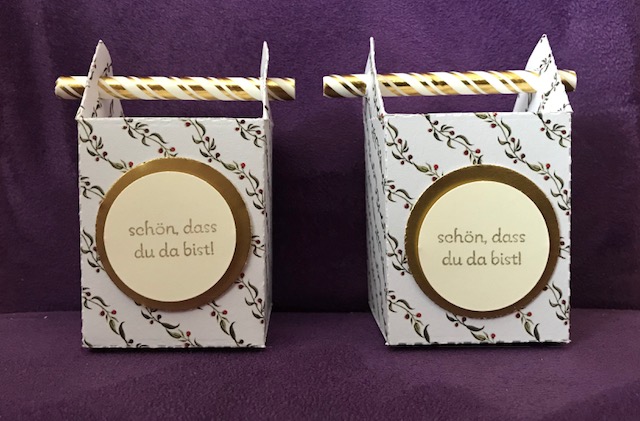 schön, dass
du da bist!
schön, dass
du da bist!